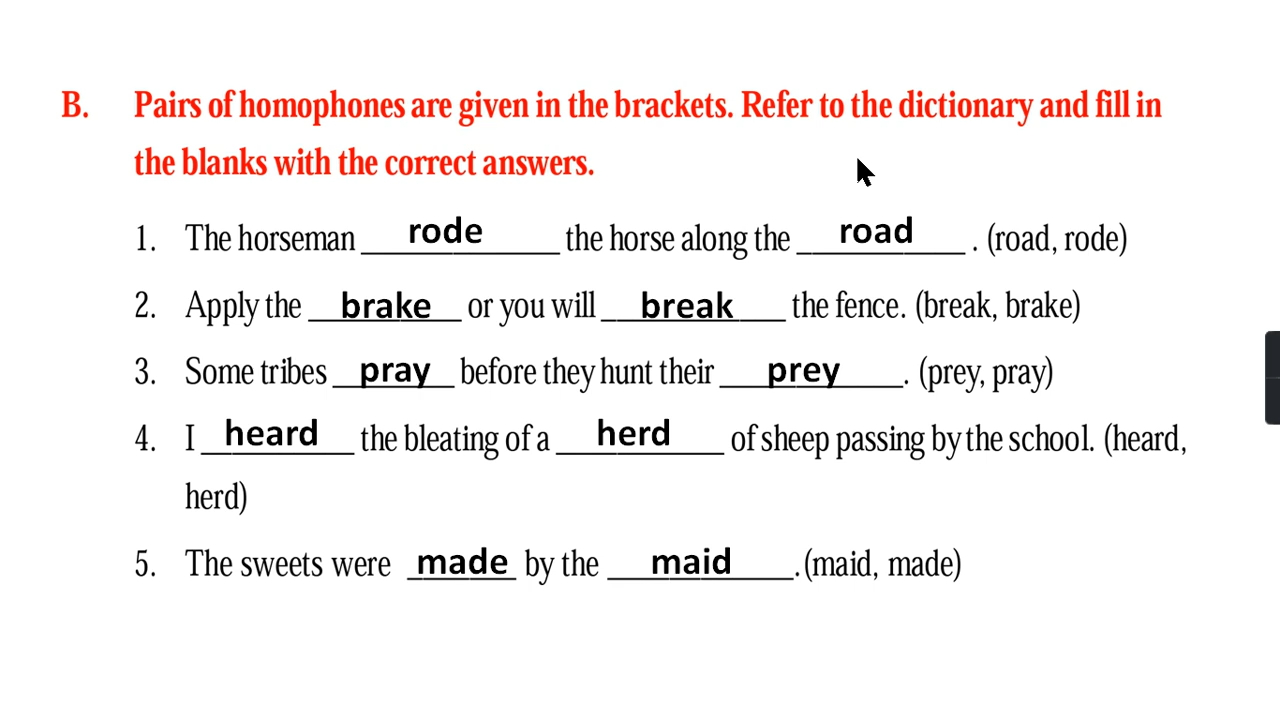 B. Pairs of homophones are given in the brackets. Refer to the dictionary and fill in
the blanks with the correct answers.
1. The horseman rode the horse along the road . (road, rode)
2. Apply the brake or you will break the fence. (break, brake)
3. Some tribes pray before they hunt their prey. (prey, pray)
4. I heard the bleating of a herd of sheep passing by the school. (heard,
herd)
5. The sweets were made by the maid.(maid, made)